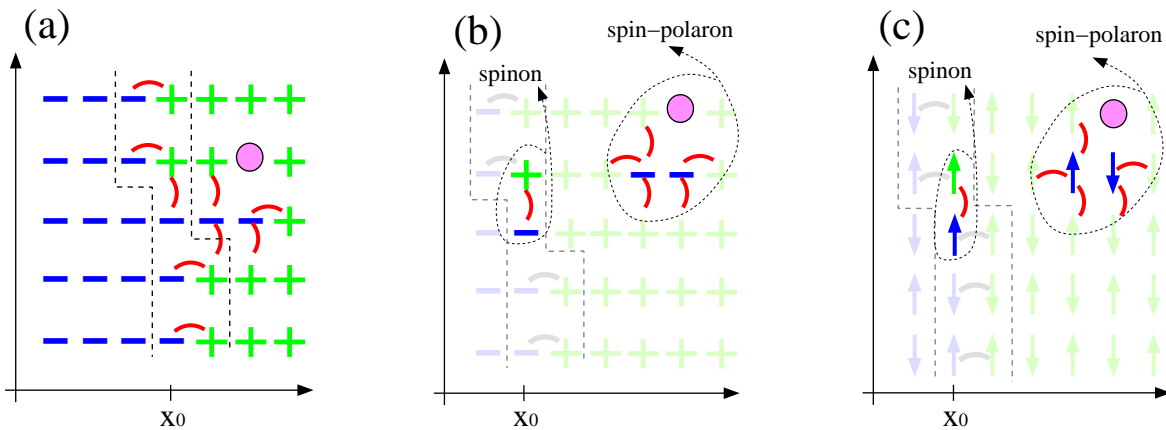 (a)
x0
(b)
spin−polaron
spinon
x0
(c)
spin−polaron
spinon
x0